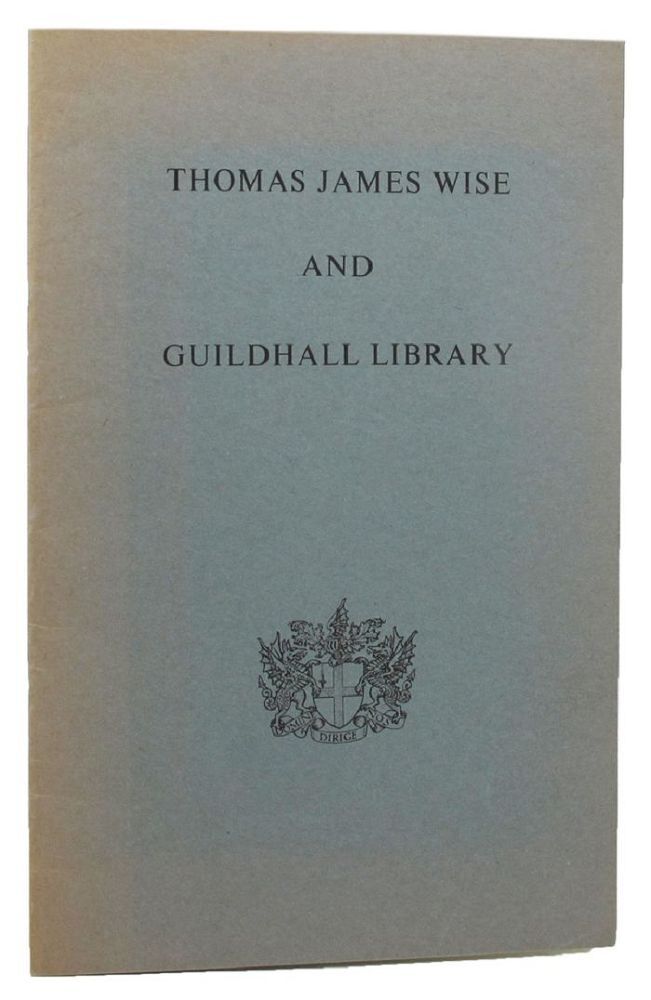 THOMAS JAMES WISE
AND
GUILDHALL LIBRARY
DIRIGE